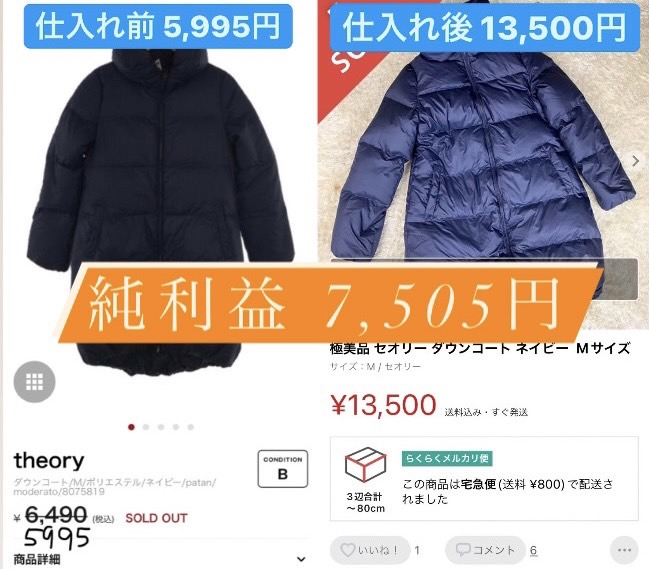 仕入れ前 5,995円
仕入れ後 13,500円
SO
純利益 7,505円
theory
CONDITION
B
ダウンコート/M/ポリエステル/ネイビー/patan/
moderato/8075819
¥ 6,490 (税込) SOLD OUT
5995
商品詳細
極美品 セオリー ダウンコート ネイビー Mサイズ
サイズ：M / セオリー
¥13,500 送料込み・すぐ発送
3辺合計
～80cm
らくらくメルカリ便
この商品は宅急便(送料 ¥800)で配送さ
れました
いいね！ 1
コメント 6